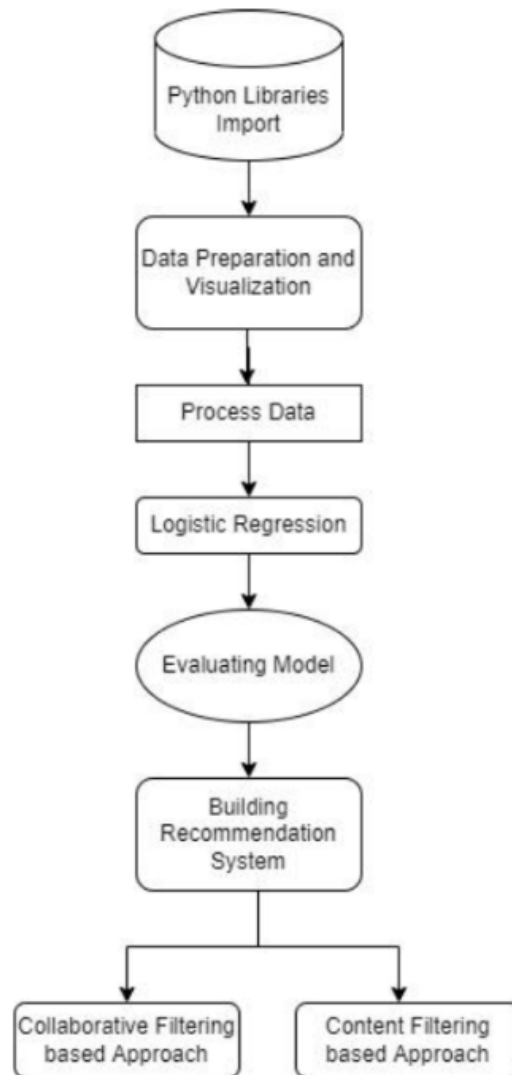 Python Libraries
Import
Data Preparation and
Visualization
Process Data
Logistic Regression
Evaluating Model
Building
Recommendation
System
Collaborative Filtering
based Approach
Content Filtering
based Approach